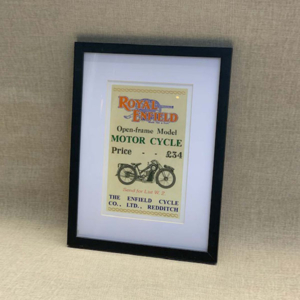 ROYAL
ENFIELD
Open-frame Model
MOTOR CYCLE
Price - - £34
THE ENFIELD CYCLE
CO., LTD., REDDITCH